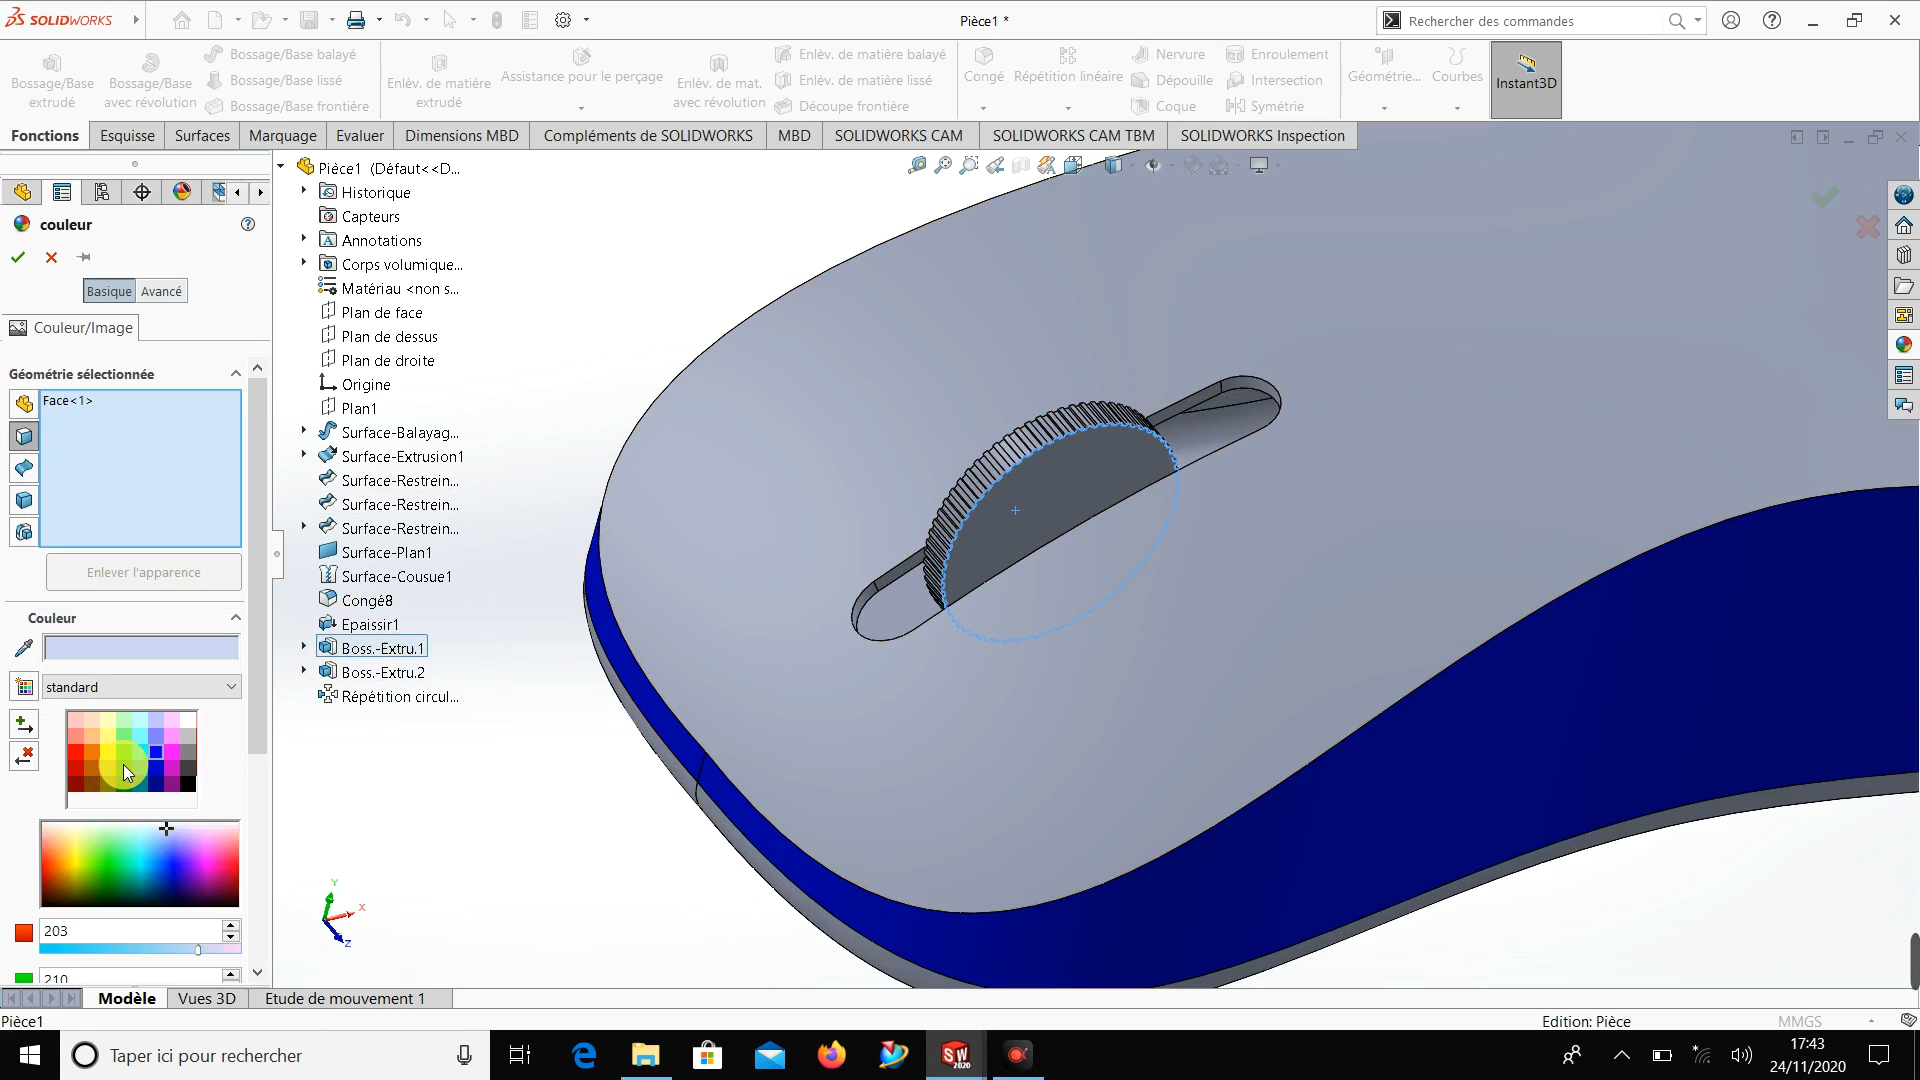 SOLIDWORKS
Pièce1 *
Rechercher des commandes
Bossage/Base extrudé
Bossage/Base avec révolution
Bossage/Base balayé
Bossage/Base lissé
Bossage/Base frontière
Enlèv. de matière extrudé
Assistance pour le perçage
Enlèv. de mat. avec révolution
Enlèv. de matière balayé
Enlèv. de matière lissé
Découpe frontière
Congé
Répétition linéaire
Nervure
Dépouille
Coque
Enroulement
Intersection
Symétrie
Géométrie...
Courbes
Instant3D
Fonctions
Esquisse
Surfaces
Marquage
Evaluer
Dimensions MBD
Compléments de SOLIDWORKS
MBD
SOLIDWORKS CAM
SOLIDWORKS CAM TBM
SOLIDWORKS Inspection
couleur
Basique
Avancé
Couleur/Image
Géométrie sélectionnée
Face<1>
Enlever l'apparence
Couleur
standard
203
210
Pièce1 (Défaut<<D...
Historique
Capteurs
Annotations
Corps volumique...
Matériau <non s...
Plan de face
Plan de dessus
Plan de droite
Origine
Plan1
Surface-Balayag...
Surface-Extrusion1
Surface-Restrein...
Surface-Restrein...
Surface-Restrein...
Surface-Plan1
Surface-Cousue1
Congé8
Epaissir1
Boss.-Extru.1
Boss.-Extru.2
Répétition circul...
Y
X
Z
Modèle
Vues 3D
Etude de mouvement 1
Pièce1
Edition: Pièce
MMGS
Taper ici pour rechercher
SW
2020
17:43
24/11/2020